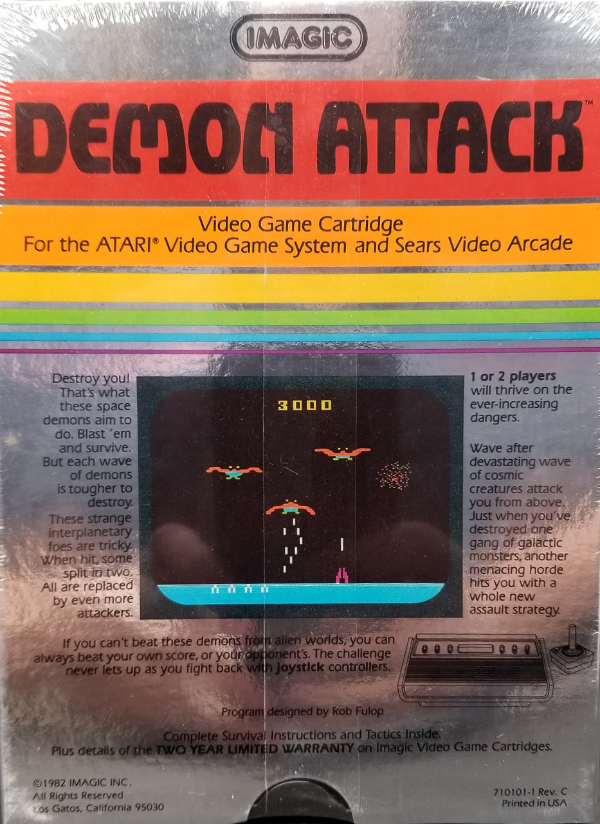 IMAGIC
DEMON ATTACK™
Video Game Cartridge
For the ATARI® Video Game System and Sears Video Arcade
Destroy you!
That's what
these space
demons aim to
do. Blast 'em
and survive.
But each wave
of demons
is tougher to
destroy.
These strange
interplanetary
foes are tricky.
When hit, some
split in two.
All are replaced
by even more
attackers.
3000
1 or 2 players
will thrive on the
ever-increasing
dangers.
Wave after
devastating wave
of cosmic
creatures attack
you from above.
Just when you've
destroyed one
gang of galactic
monsters, another
menacing horde
hits you with a
whole new
assault strategy.
If you can't beat these demons from alien worlds, you can
always beat your own score, or your opponent's. The challenge
never lets up as you fight back with Joystick controllers.
Program designed by Rob Fulop
Complete Survival Instructions and Tactics Inside.
Plus details of the TWO YEAR LIMITED WARRANTY on Imagic Video Game Cartridges.
©1982 IMAGIC INC.
All Rights Reserved
Los Gatos, California 95030
710101-1 Rev. C
Printed in USA